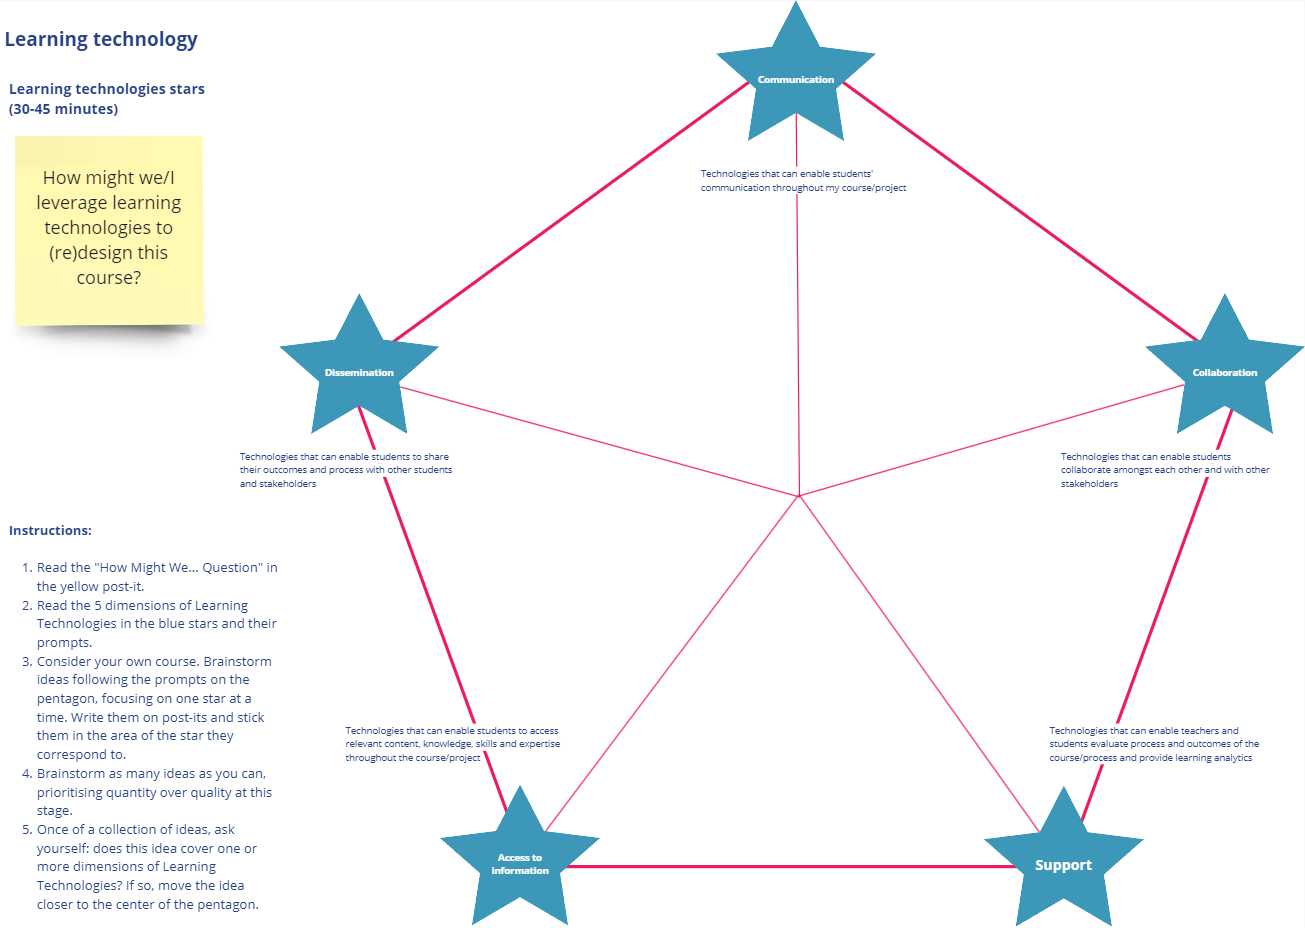 Learning technology
Learning technologies stars
(30-45 minutes)
How might we/I
leverage learning
technologies to
(re)design this
course?
Communication
Technologies that can enable students'
communication throughout my course/project
Dissemination
Technologies that can enable students to share
their outcomes and process with other students
and stakeholders
Collaboration
Technologies that can enable students
collaborate amongst each other and with other
stakeholders
Instructions:
1. Read the "How Might We... Question" in
the yellow post-it.
2. Read the 5 dimensions of Learning
Technologies in the blue stars and their
prompts.
3. Consider your own course. Brainstorm
ideas following the prompts on the
pentagon, focusing on one star at a
time. Write them on post-its and stick
them in the area of the star they
correspond to.
4. Brainstorm as many ideas as you can,
prioritising quantity over quality at this
stage.
5. Once of a collection of ideas, ask
yourself: does this idea cover one or
more dimensions of Learning
Technologies? If so, move the idea
closer to the center of the pentagon.
Technologies that can enable students to access
relevant content, knowledge, skills and expertise
throughout the course/project
Access to
information
Technologies that can enable teachers and
students evaluate process and outcomes of the
course/process and provide learning analytics
Support